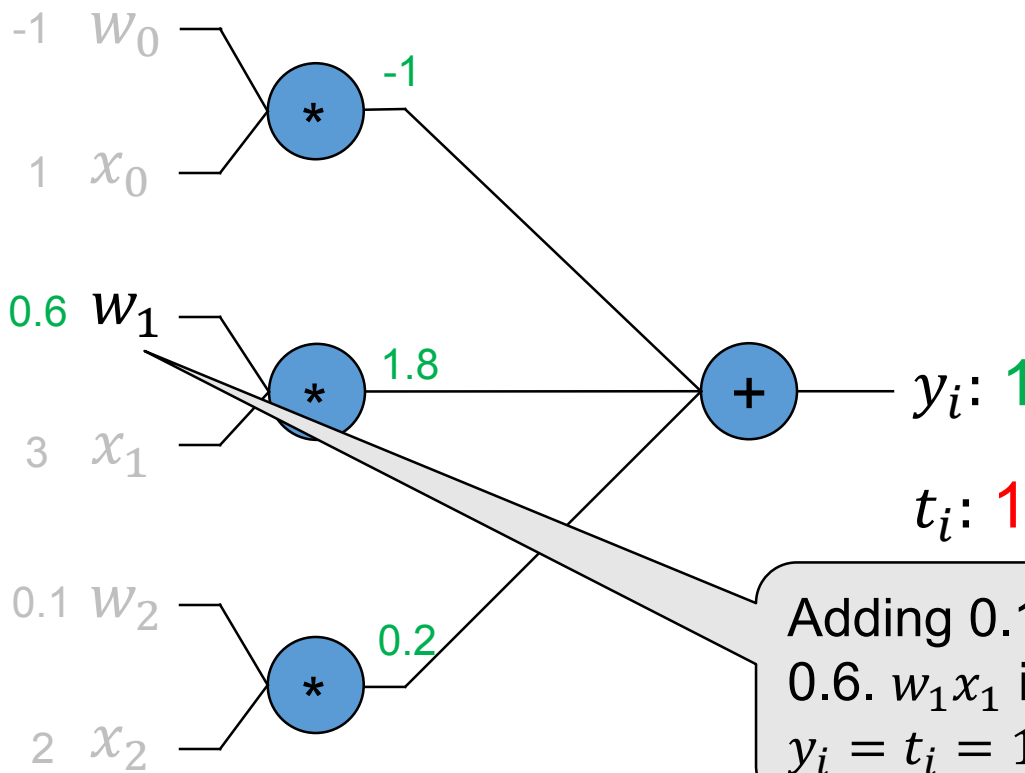 -1 w₀
-1
*
1 x₀
0.6 w₁
1.8
*
+
yᵢ: 1
3 x₁
tᵢ: 1
0.1 w₂
0.2
*
2 x₂
Adding 0.1
0.6. w₁x₁ i
yᵢ = tᵢ = 1